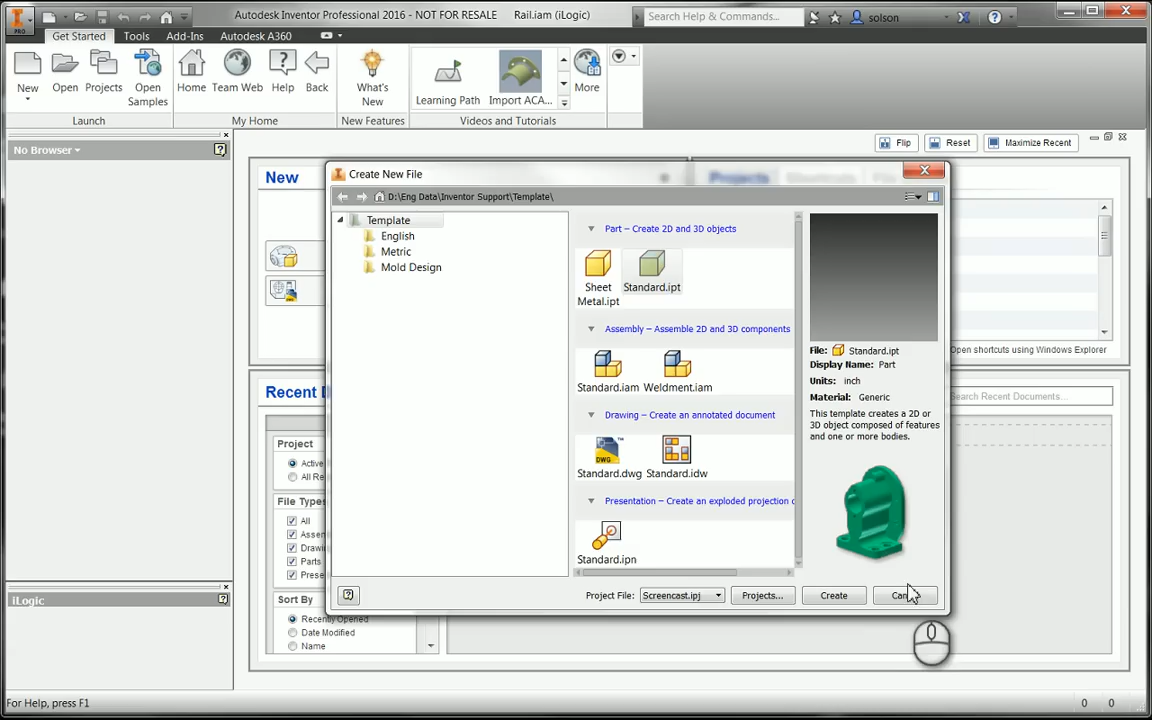 Autodesk Inventor Professional 2016 - NOT FOR RESALE Rail.iam (iLogic)
Search Help & Commands...
solson
PRO
Get Started Tools Add-Ins Autodesk A360
New Open Projects Open Samples
Home Team Web Help Back
What's New
Learning Path Import ACA... More
Launch My Home New Features Videos and Tutorials
No Browser
Flip Reset Maximize Recent
New
Projects Shortcuts
Create New File
D:\Eng Data\Inventor Support\Template\
Template
English
Metric
Mold Design
Part – Create 2D and 3D objects
Sheet Metal.ipt
Standard.ipt
Assembly – Assemble 2D and 3D components
Standard.iam Weldment.iam
Drawing – Create an annotated document
DWG
Standard.dwg Standard.idw
Presentation – Create an exploded projection
Standard.ipn
File: Standard.ipt
Display Name: Part
Units: inch
Material: Generic
This template creates a 2D or
3D object composed of features
and one or more bodies.
Project File: Screencast.ipj Projects... Create
Open shortcuts using Windows Explorer
Recent
Search Recent Documents...
Project
Active
All
File Types
All
Sort By
Recently Opened
Date Modified
Name
iLogic
For Help, press F1
0 0